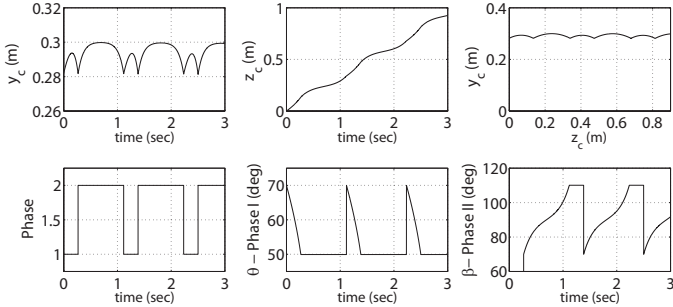 0.32
0.3
0.28
0.26
y_c (m)
0 1 2 3
time (sec)
1
0.5
0
z_c (m)
0 1 2 3
time (sec)
0.4
0.2
0
y_c (m)
0 0.2 0.4 0.6 0.8
z_c (m)
2
1.5
1
Phase
0 1 2 3
time (sec)
70
60
50
θ − Phase I (deg)
0 1 2 3
time (sec)
120
100
80
60
β− Phase II (deg)
0 1 2 3
time (sec)